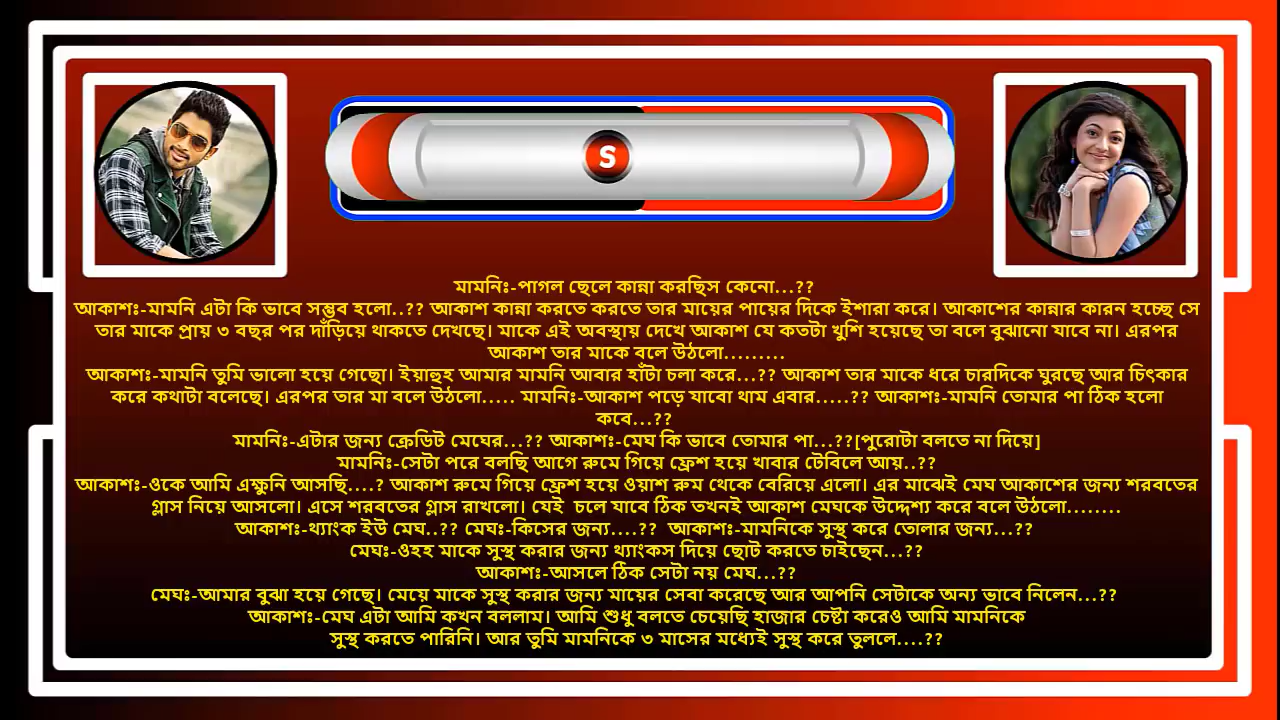 S
মামনিঃ-পাগল ছেলে কান্না করছিস কেনো...??
আকাশঃ-মামনি এটা কি ভাবে সম্ভব হলো..?? আকাশ কান্না করতে করতে তার মায়ের পায়ের দিকে ইশারা করে। আকাশের কান্নার কারন হচ্ছে সে
তার মাকে প্রায় ৩ বছর পর দাঁড়িয়ে থাকতে দেখছে। মাকে এই অবস্থায় দেখে আকাশ যে কতটা খুশি হয়েছে তা বলে বুঝানো যাবে না। এরপর
আকাশ তার মাকে বলে উঠলো.........
আকাশঃ-মামনি তুমি ভালো হয়ে গেছো। ইয়াহুহ আমার মামনি আবার হাঁটা চলা করে...?? আকাশ তার মাকে ধরে চারদিকে ঘুরছে আর চিৎকার
করে কথাটা বলেছে। এরপর তার মা বলে উঠলো..... মামনিঃ-আকাশ পড়ে যাবো থাম এবার.....?? আকাশঃ-মামনি তোমার পা ঠিক হলো
কবে...??
মামনিঃ-এটার জন্য ক্রেডিট মেঘের...?? আকাশঃ-মেঘ কি ভাবে তোমার পা...??[পুরোটা বলতে না দিয়ে]
মামনিঃ-সেটা পরে বলছি আগে রুমে গিয়ে ফ্রেশ হয়ে খাবার টেবিলে আয়..??
আকাশঃ-ওকে আমি এক্ষুনি আসছি....? আকাশ রুমে গিয়ে ফ্রেশ হয়ে ওয়াশ রুম থেকে বেরিয়ে এলো। এর মাঝেই মেঘ আকাশের জন্য শরবতের
গ্লাস নিয়ে আসলো। এসে শরবতের গ্লাস রাখলো। যেই চলে যাবে ঠিক তখনই আকাশ মেঘকে উদ্দেশ্য করে বলে উঠলো........
আকাশঃ-থ্যাংক ইউ মেঘ..?? মেঘঃ-কিসের জন্য....?? আকাশঃ-মামনিকে সুস্থ করে তোলার জন্য...??
মেঘঃ-ওহহ মাকে সুস্থ করার জন্য থ্যাংকস দিয়ে ছোট করতে চাইছেন...??
আকাশঃ-আসলে ঠিক সেটা নয় মেঘ...??
মেঘঃ-আমার বুঝা হয়ে গেছে। মেয়ে মাকে সুস্থ করার জন্য মায়ের সেবা করেছে আর আপনি সেটাকে অন্য ভাবে নিলেন...??
আকাশঃ-মেঘ এটা আমি কখন বললাম। আমি শুধু বলতে চেয়েছি হাজার চেষ্টা করেও আমি মামনিকে
সুস্থ করতে পারিনি। আর তুমি মামনিকে ৩ মাসের মধ্যেই সুস্থ করে তুললে....??